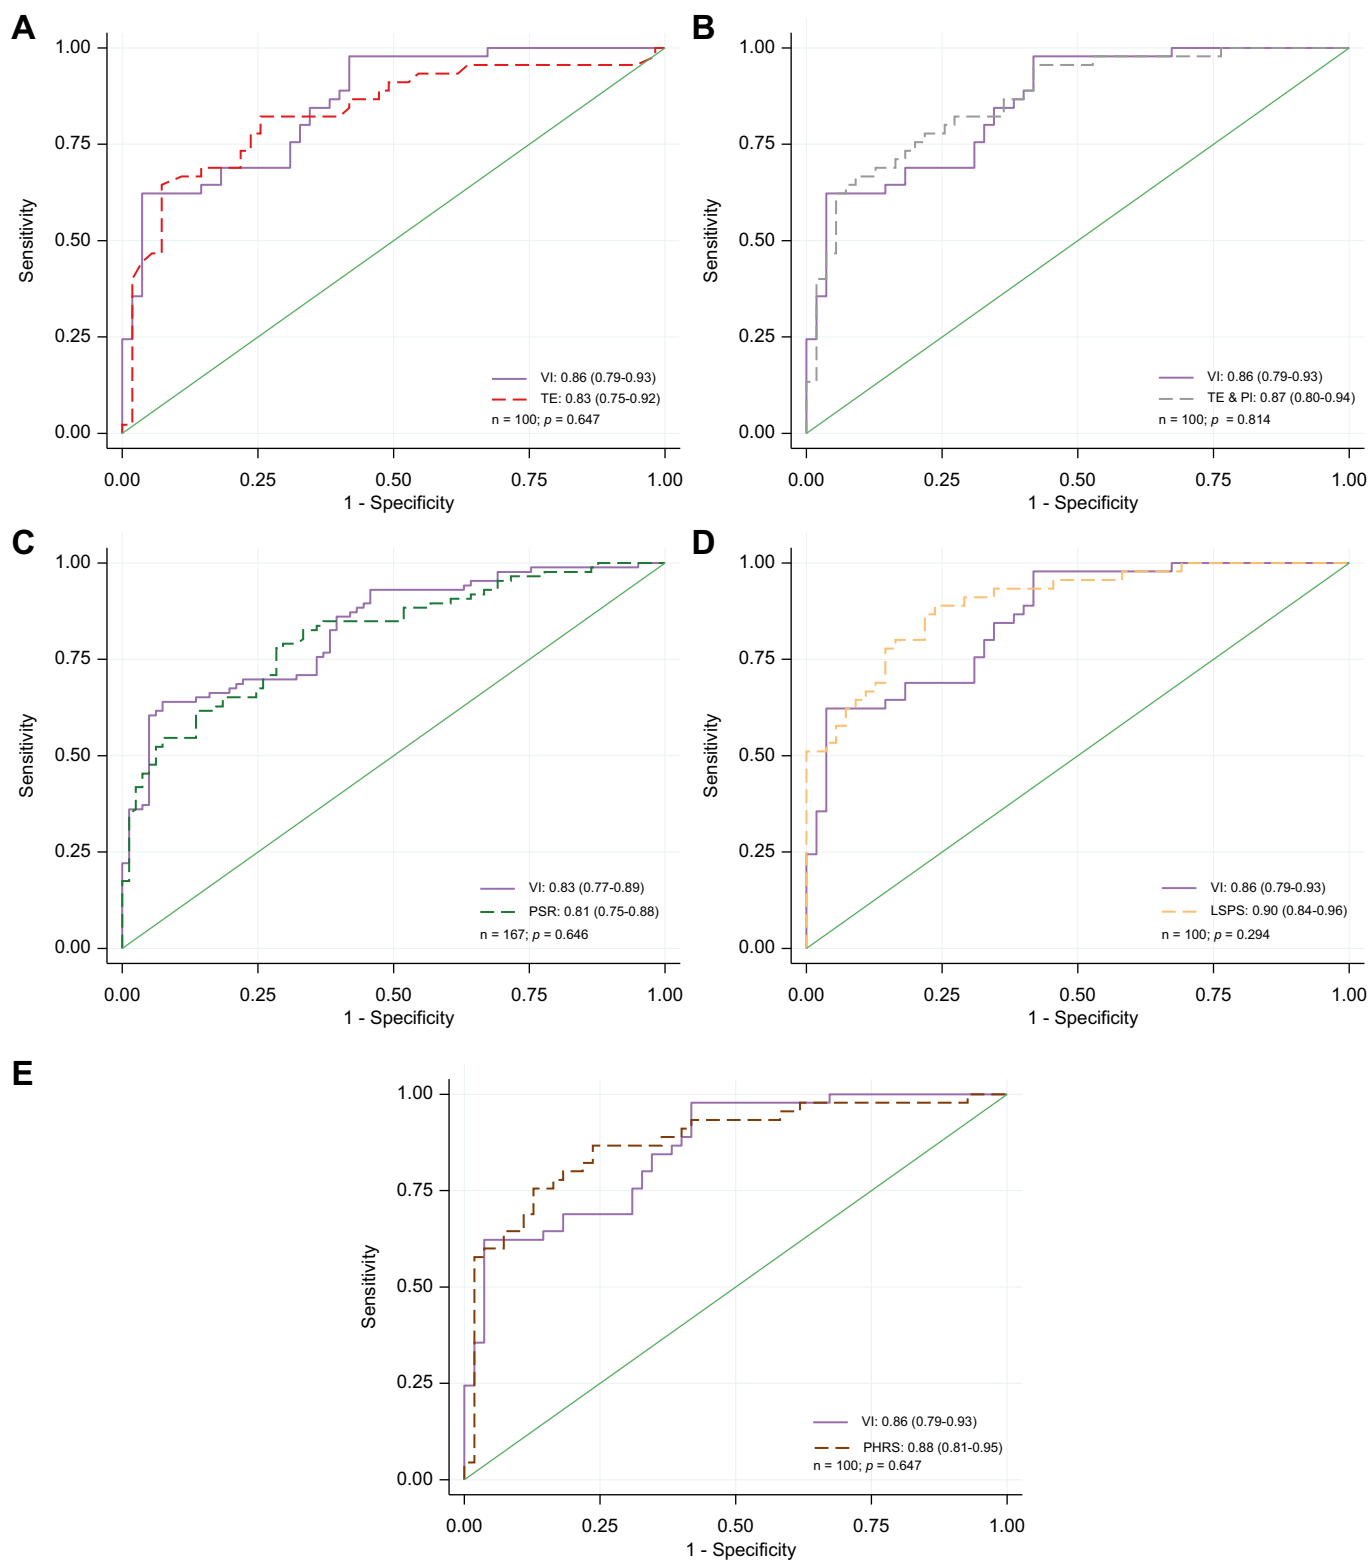 A
1.00
0.75
0.50
0.25
0.00
Sensitivity
VI: 0.86 (0.79-0.93)
TE: 0.83 (0.75-0.92)
n = 100; p = 0.647
0.00 0.25 0.50 0.75 1.00
1 - Specificity
B
1.00
0.75
0.50
0.25
0.00
Sensitivity
VI: 0.86 (0.79-0.93)
TE & PI: 0.87 (0.80-0.94)
n = 100; p = 0.814
0.00 0.25 0.50 0.75 1.00
1 - Specificity
C
1.00
0.75
0.50
0.25
0.00
Sensitivity
VI: 0.83 (0.77-0.89)
PSR: 0.81 (0.75-0.88)
n = 167; p = 0.646
0.00 0.25 0.50 0.75 1.00
1 - Specificity
D
1.00
0.75
0.50
0.25
0.00
Sensitivity
VI: 0.86 (0.79-0.93)
LSPS: 0.90 (0.84-0.96)
n = 100; p = 0.294
0.00 0.25 0.50 0.75 1.00
1 - Specificity
E
1.00
0.75
0.50
0.25
0.00
Sensitivity
VI: 0.86 (0.79-0.93)
PHRS: 0.88 (0.81-0.95)
n = 100; p = 0.647
0.00 0.25 0.50 0.75 1.00
1 - Specificity